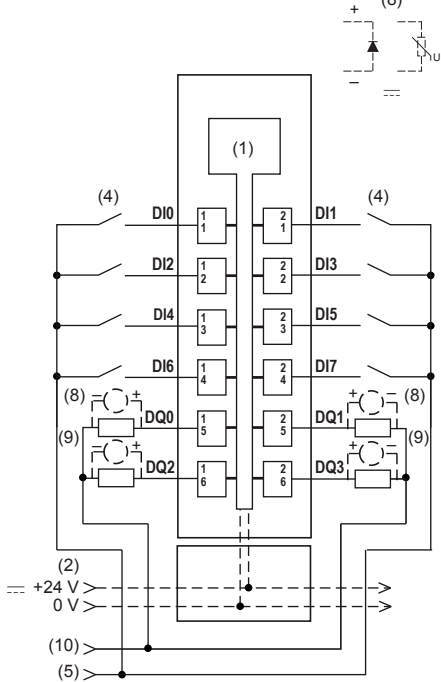 (8)
+
U
–
(1)
(4)
(4)
DI0 1 1 2 1 DI1
DI2 1 2 2 2 DI3
DI4 1 3 2 3 DI5
DI6 1 4 2 4 DI7
(8) – + + – (8)
(9) DQ0 1 5 2 5 DQ1 (9)
– + + –
DQ2 1 6 2 6 DQ3
(2)
+24 V
0 V
(10)
(5)